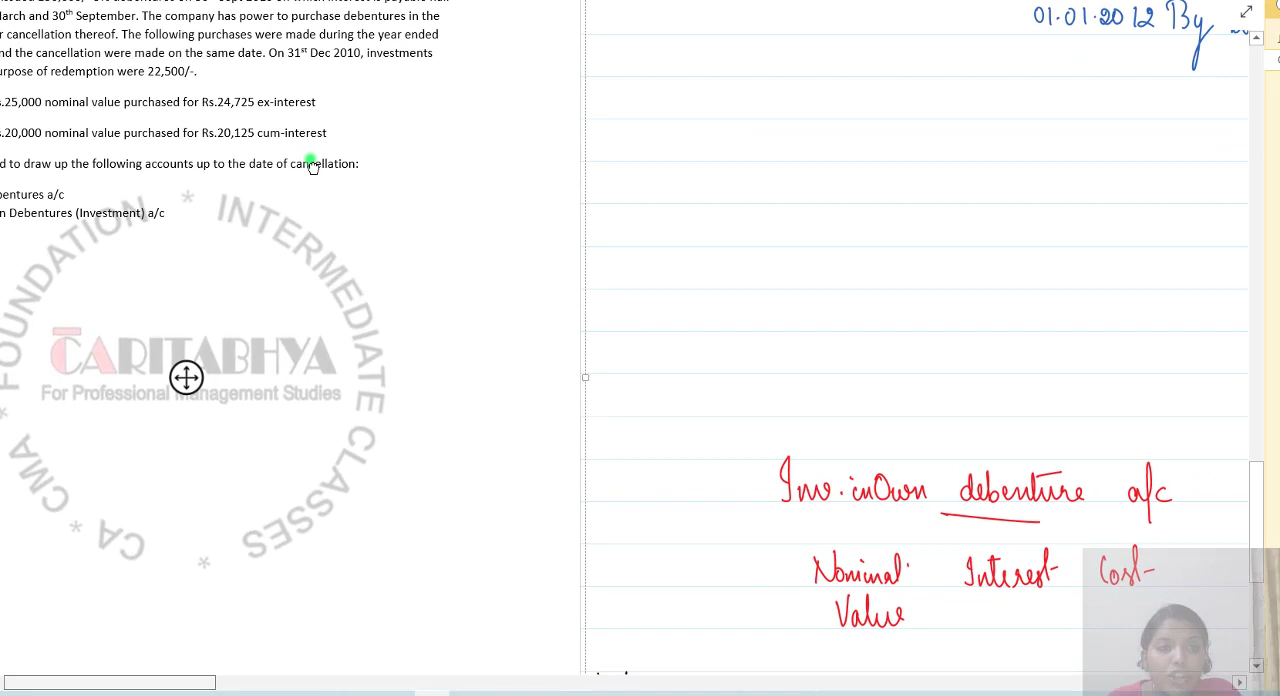 March and 30th September. The company has power to purchase debentures in the
cancellation thereof. The following purchases were made during the year ended
nd the cancellation were made on the same date. On 31st Dec 2010, investments
urpose of redemption were 22,500/-.
s.25,000 nominal value purchased for Rs.24,725 ex-interest
s.20,000 nominal value purchased for Rs.20,125 cum-interest
d to draw up the following accounts up to the date of cancellation:
bentures a/c
n Debentures (Investment) a/c
FOUNDATION * INTERMEDIATE CLASSES * CMA * CA *
CARITABHYA
For Professional Management Studies
01.01.2012 By
Inv. in Own debenture a/c
Nominal Interest Cost
Value